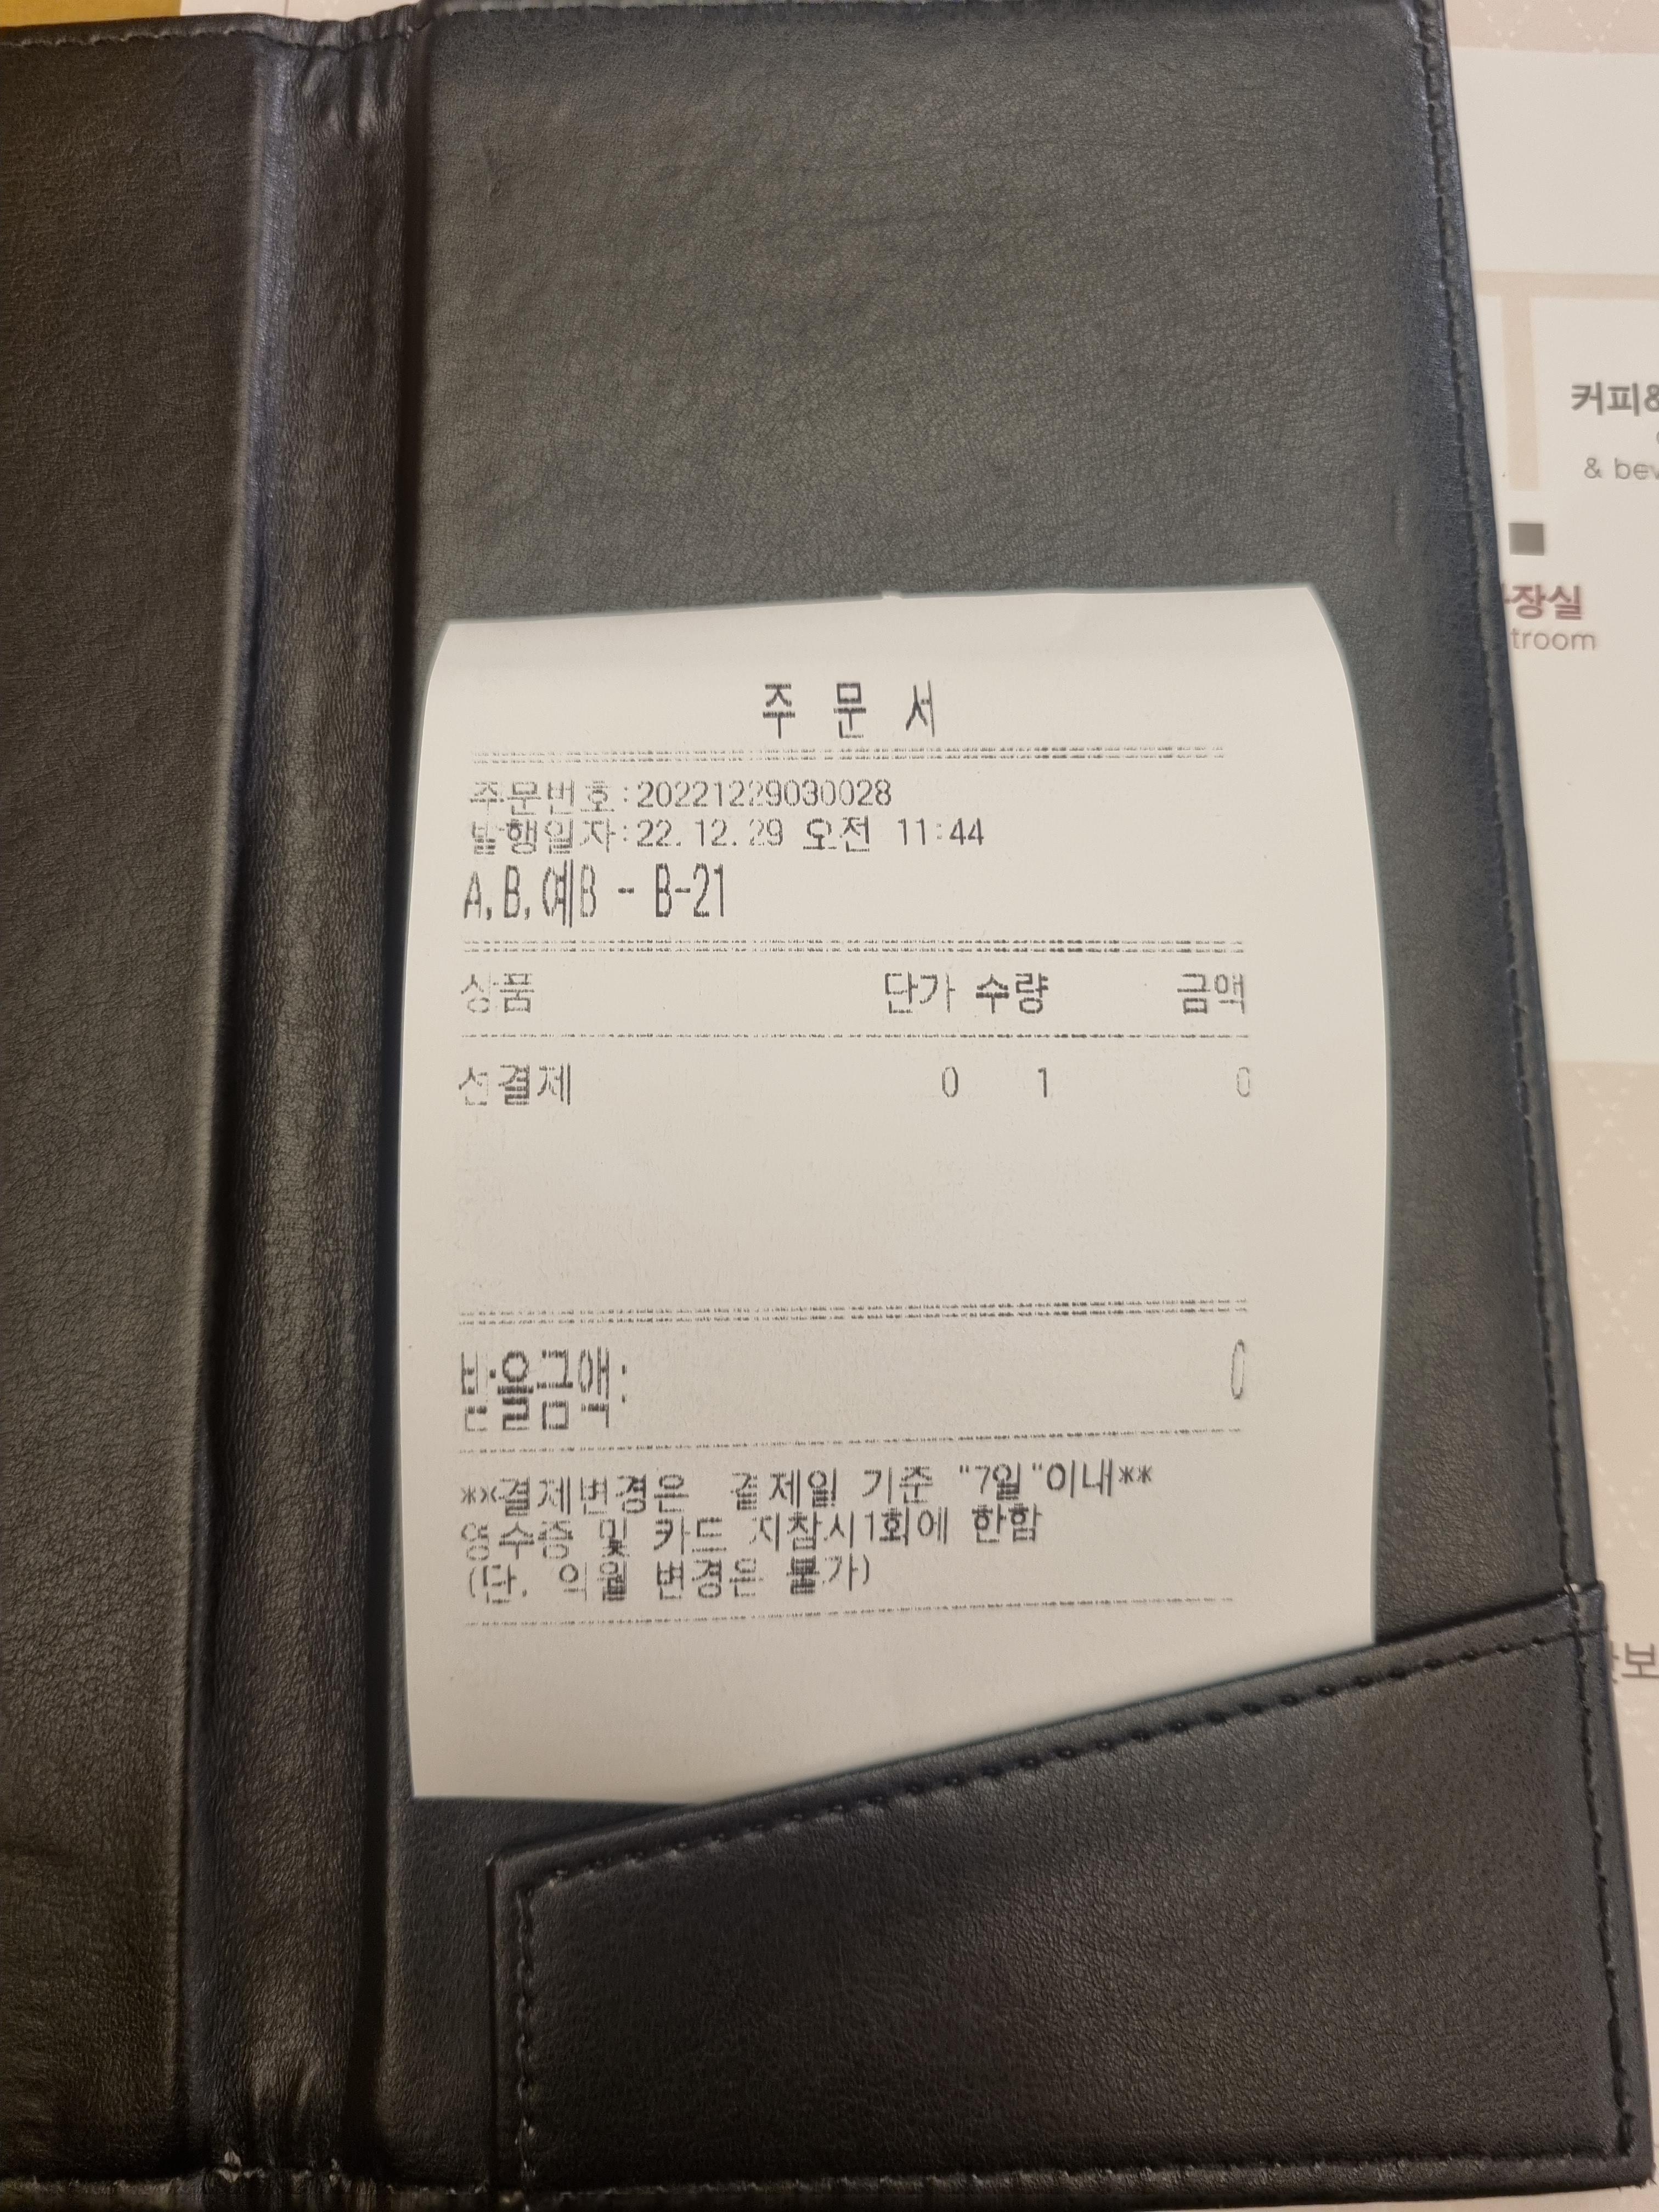 주 문 서
주문번호:20221229030028
발행일자:22.12.29 오전 11:44
A,B,예B - B-21
상품 단가 수량 금액
선결제 0 1 0
받을금액: 0
**결제변경은 결제일 기준 "7일"이내**
영수증 및 카드 지참시1회에 한함
(단, 익월 변경은 불가)
커피&
& bev
장실
troom
보